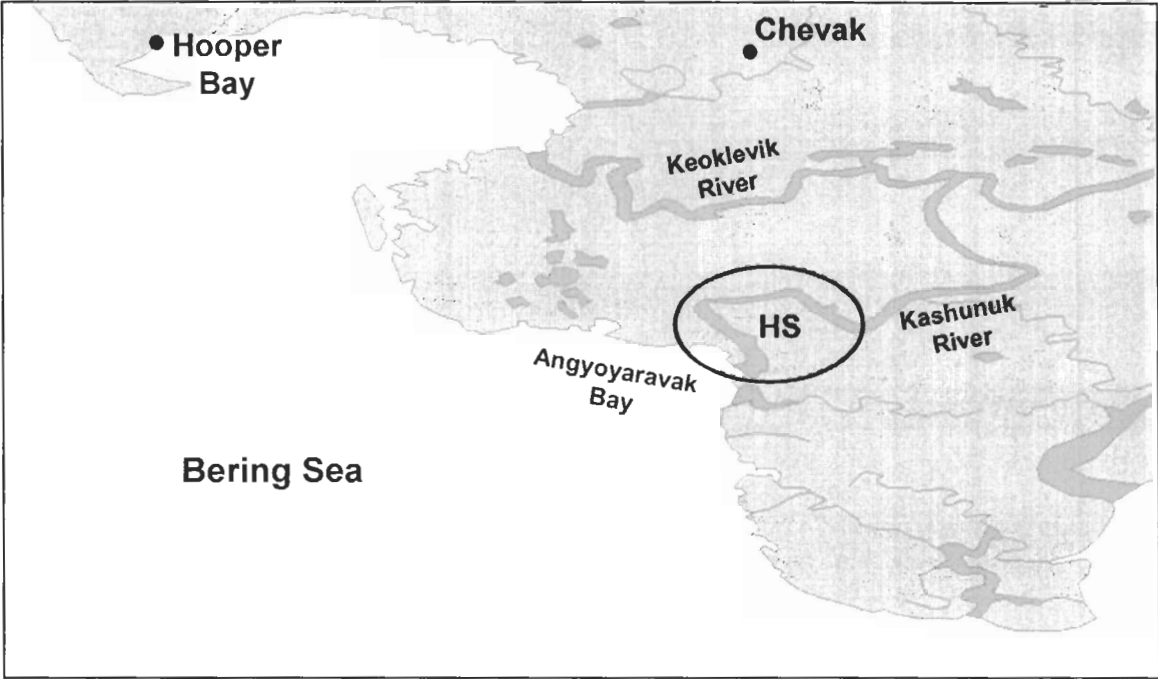 Hooper
Bay
Chevak
Keoklevik
River
HS
Kashunuk
River
Angyoyaravak
Bay
Bering Sea